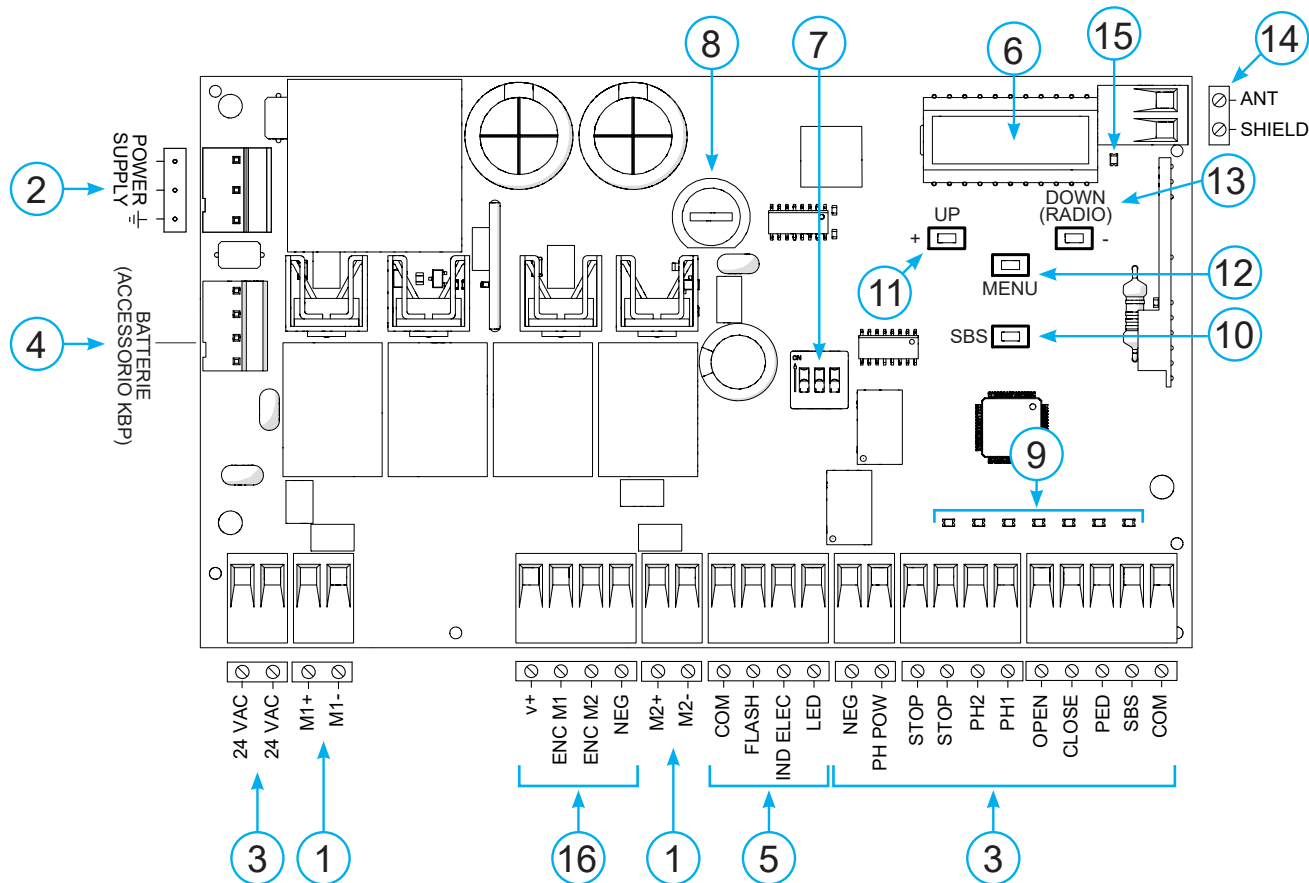 8
7
6
15
14
ANT
SHIELD
2
POWER
SUPPLY
13
UP
DOWN
(RADIO)
+
-
11
12
MENU
4
BATTERIE
(ACCESSORIO KBP)
ON
SBS
10
9
24 VAC
24 VAC
M1+
M1-
v+
ENC M1
ENC M2
NEG
M2+
M2-
COM
FLASH
IND ELEC
LED
NEG
PH POW
STOP
STOP
PH2
PH1
OPEN
CLOSE
PED
SBS
COM
3
1
16
1
5
3